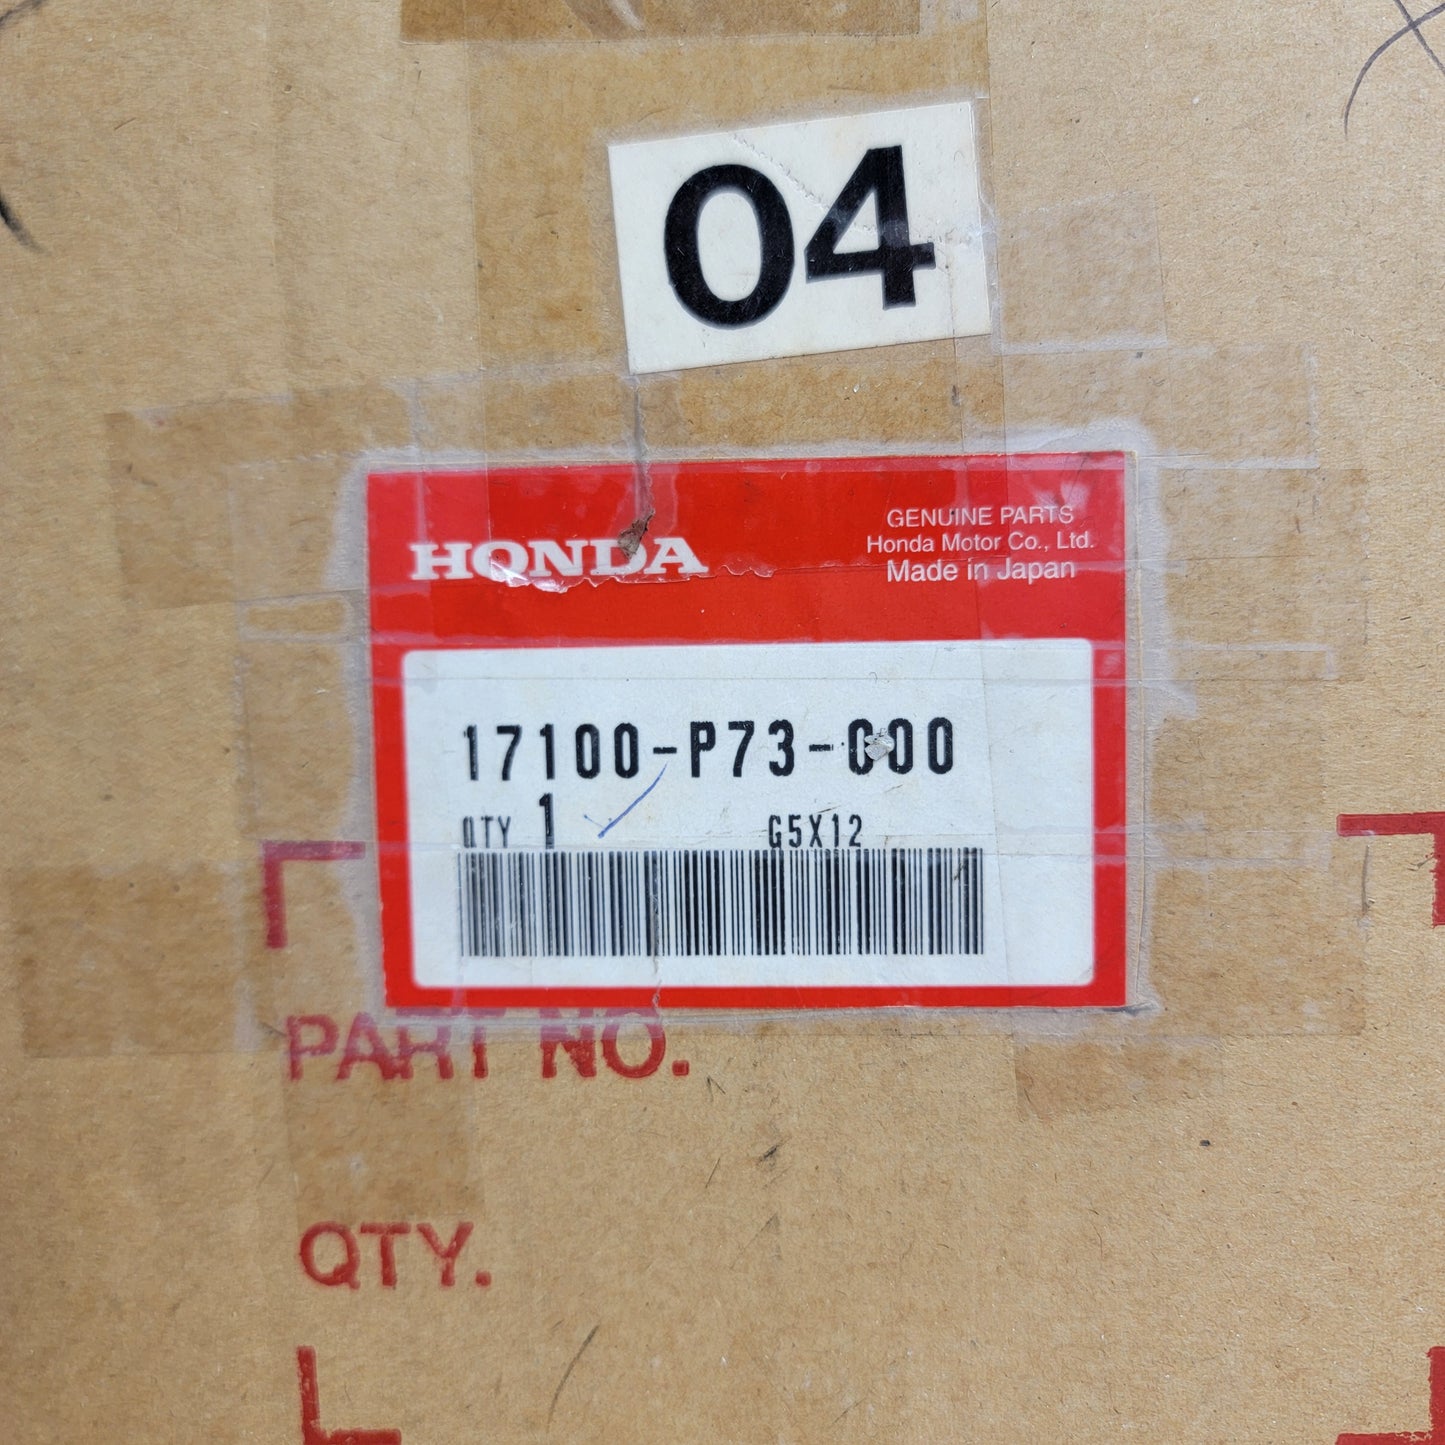 04
HONDA
GENUINE PARTS
Honda Motor Co., Ltd.
Made in Japan
17100-P73-000
QTY 1 G5X12
PART NO.
QTY.